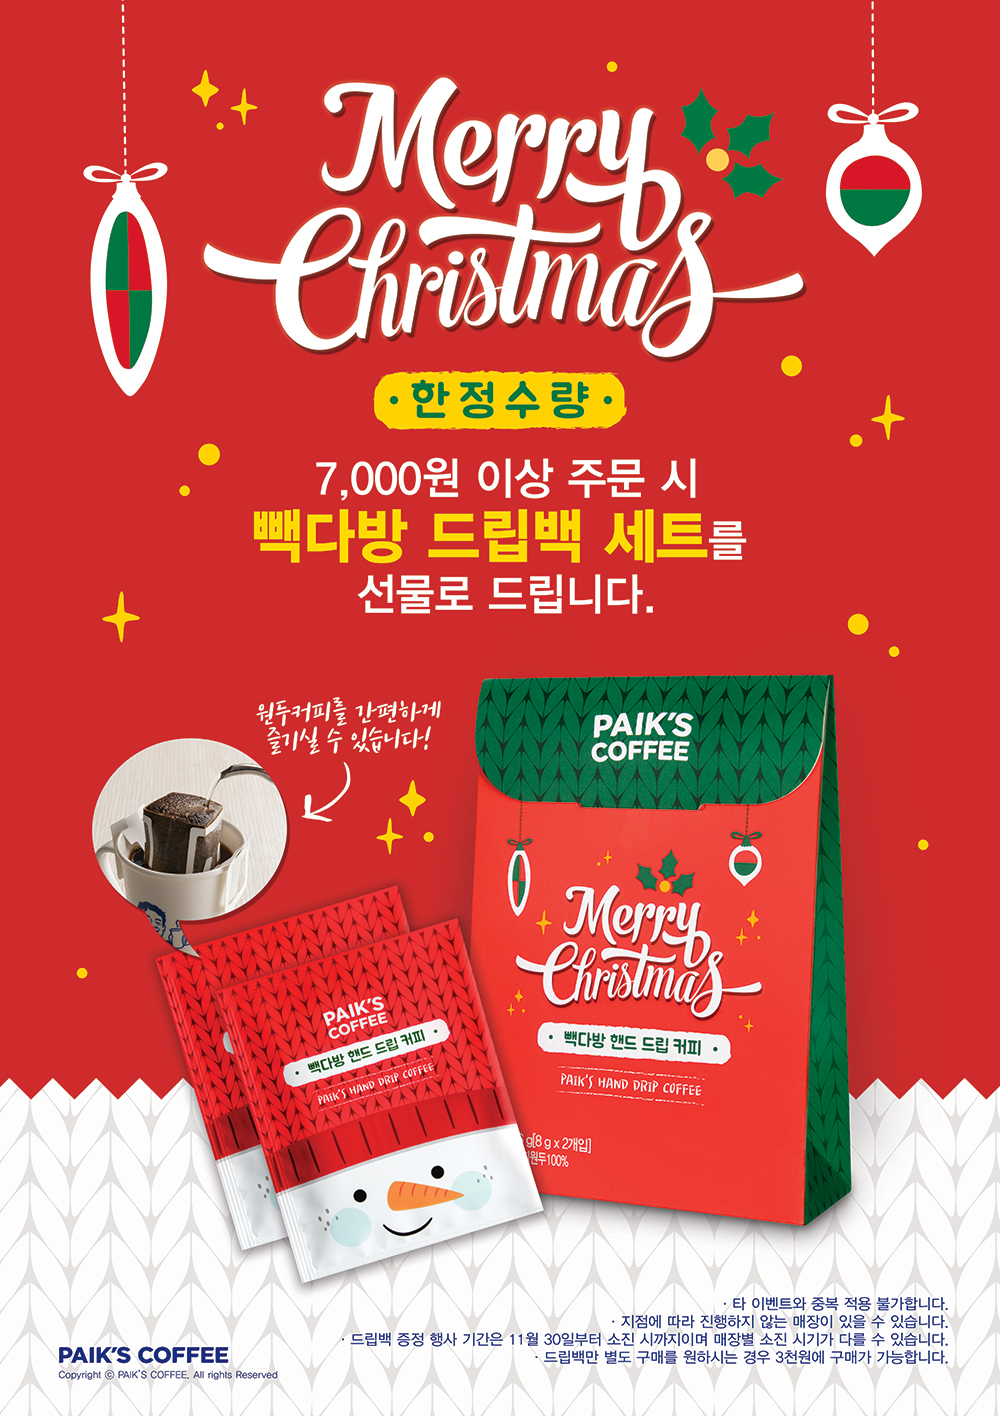 Merry
Christmas
· 한정수량 ·
7,000원 이상 주문 시
빽다방 드립백 세트를
선물로 드립니다.
원두커피를 간편하게
즐기실 수 있습니다!
PAIK'S
COFFEE
Merry
Christmas
· 빽다방 핸드 드립 커피 ·
PAIK'S HAND DRIP COFFEE
g[8 g x 2개입]
원두100%
PAIK'S
COFFEE
· 빽다방 핸드 드립 커피 ·
PAIK'S HAND DRIP COFFEE
· 타 이벤트와 중복 적용 불가합니다.
· 지점에 따라 진행하지 않는 매장이 있을 수 있습니다.
· 드립백 증정 행사 기간은 11월 30일부터 소진 시까지이며 매장별 소진 시기가 다를 수 있습니다.
· 드립백만 별도 구매를 원하시는 경우 3천원에 구매가 가능합니다.
PAIK'S COFFEE
Copyright ⓒ PAIK'S COFFEE. All rights Reserved